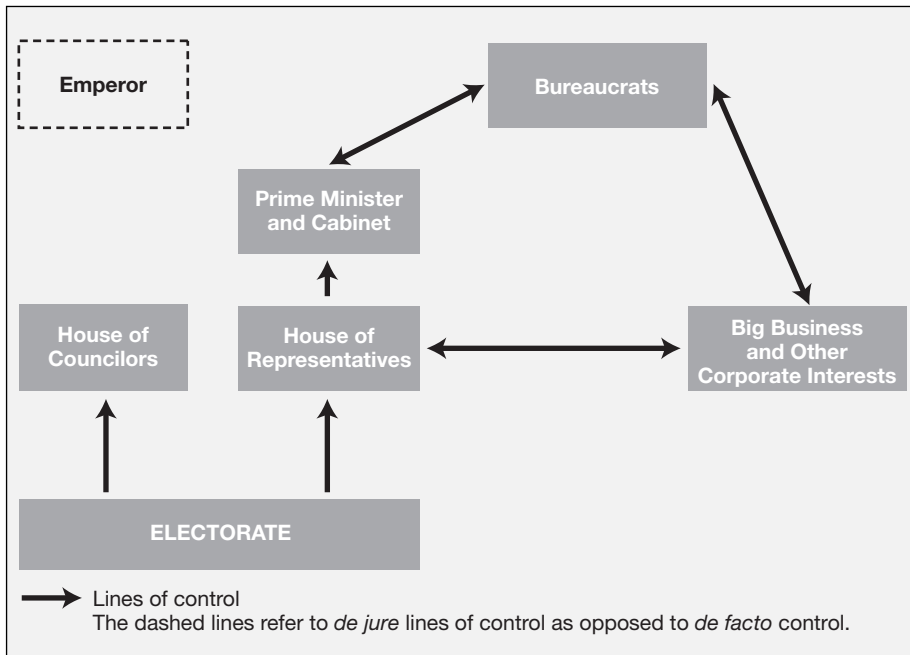 Emperor
Bureaucrats
Prime Minister
and Cabinet
House of
Councilors
House of
Representatives
Big Business
and Other
Corporate Interests
ELECTORATE
Lines of control
The dashed lines refer to de jure lines of control as opposed to de facto control.